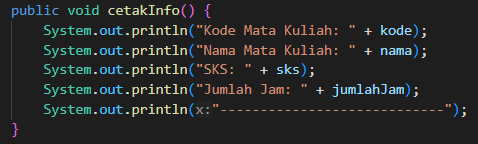 public void cetakInfo() {
    System.out.println("Kode Mata Kuliah: " + kode);
    System.out.println("Nama Mata Kuliah: " + nama);
    System.out.println("SKS: " + sks);
    System.out.println("Jumlah Jam: " + jumlahJam);
    System.out.println(x:"----------------------------");
}